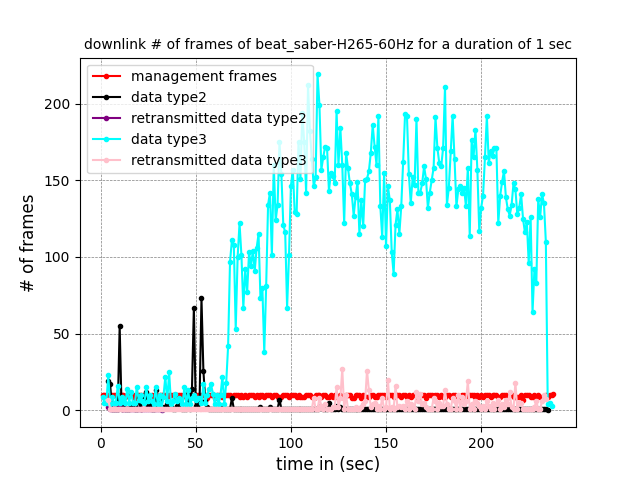 downlink # of frames of beat_saber-H265-60Hz for a duration of 1 sec
management frames
data type2
retransmitted data type2
data type3
retransmitted data type3
# of frames
200
150
100
50
0
0 50 100 150 200
time in (sec)